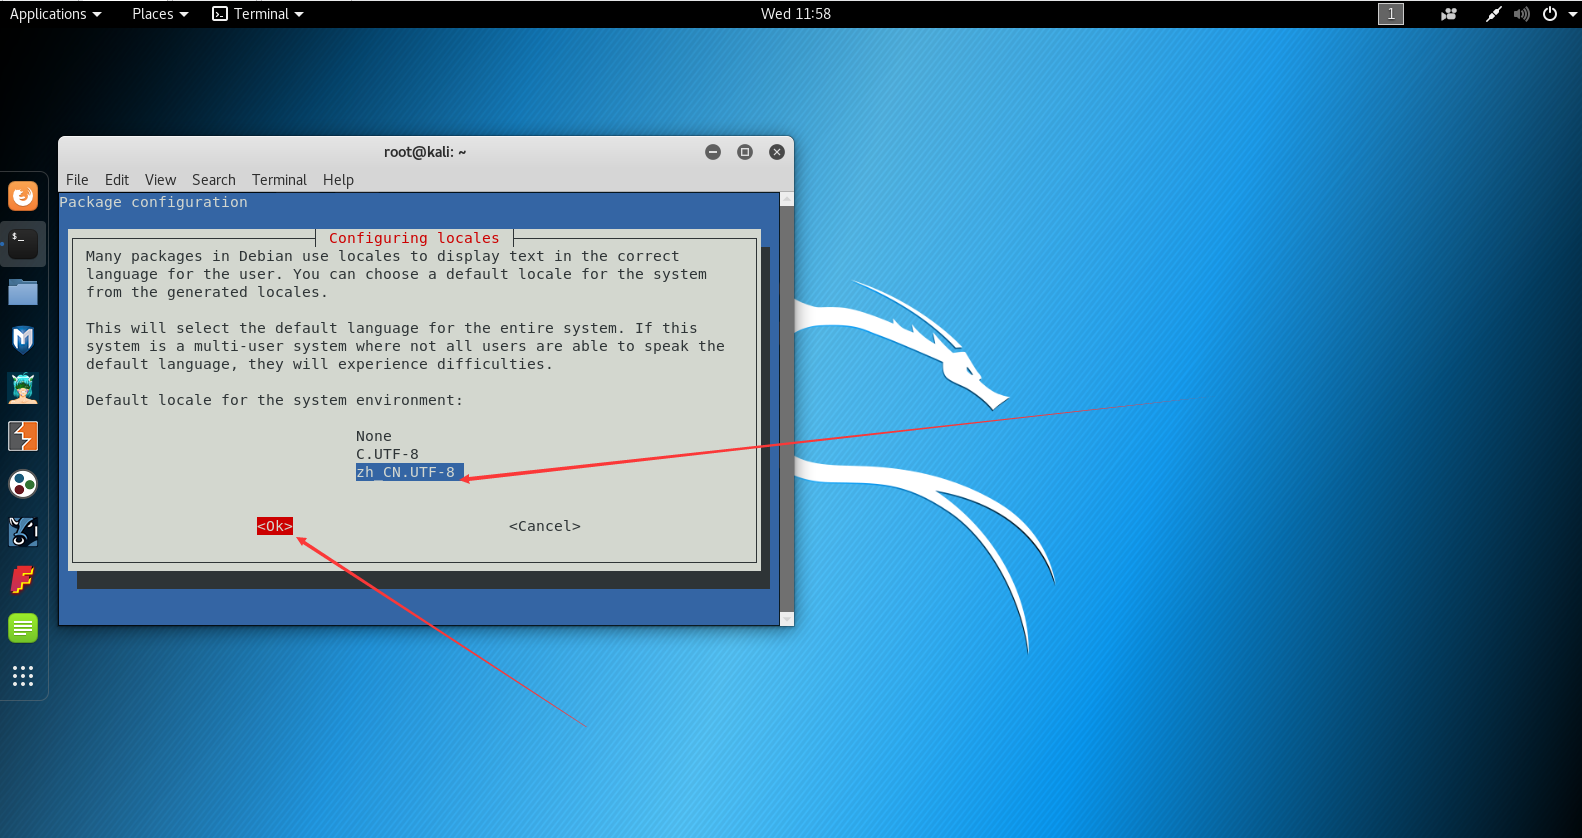 Applications Places Terminal Wed 11:58 1
root@kali: ~
File Edit View Search Terminal Help
Package configuration
Configuring locales
Many packages in Debian use locales to display text in the correct
language for the user. You can choose a default locale for the system
from the generated locales.
This will select the default language for the entire system. If this
system is a multi-user system where not all users are able to speak the
default language, they will experience difficulties.
Default locale for the system environment:
None
C.UTF-8
zh_CN.UTF-8
<Ok> <Cancel>